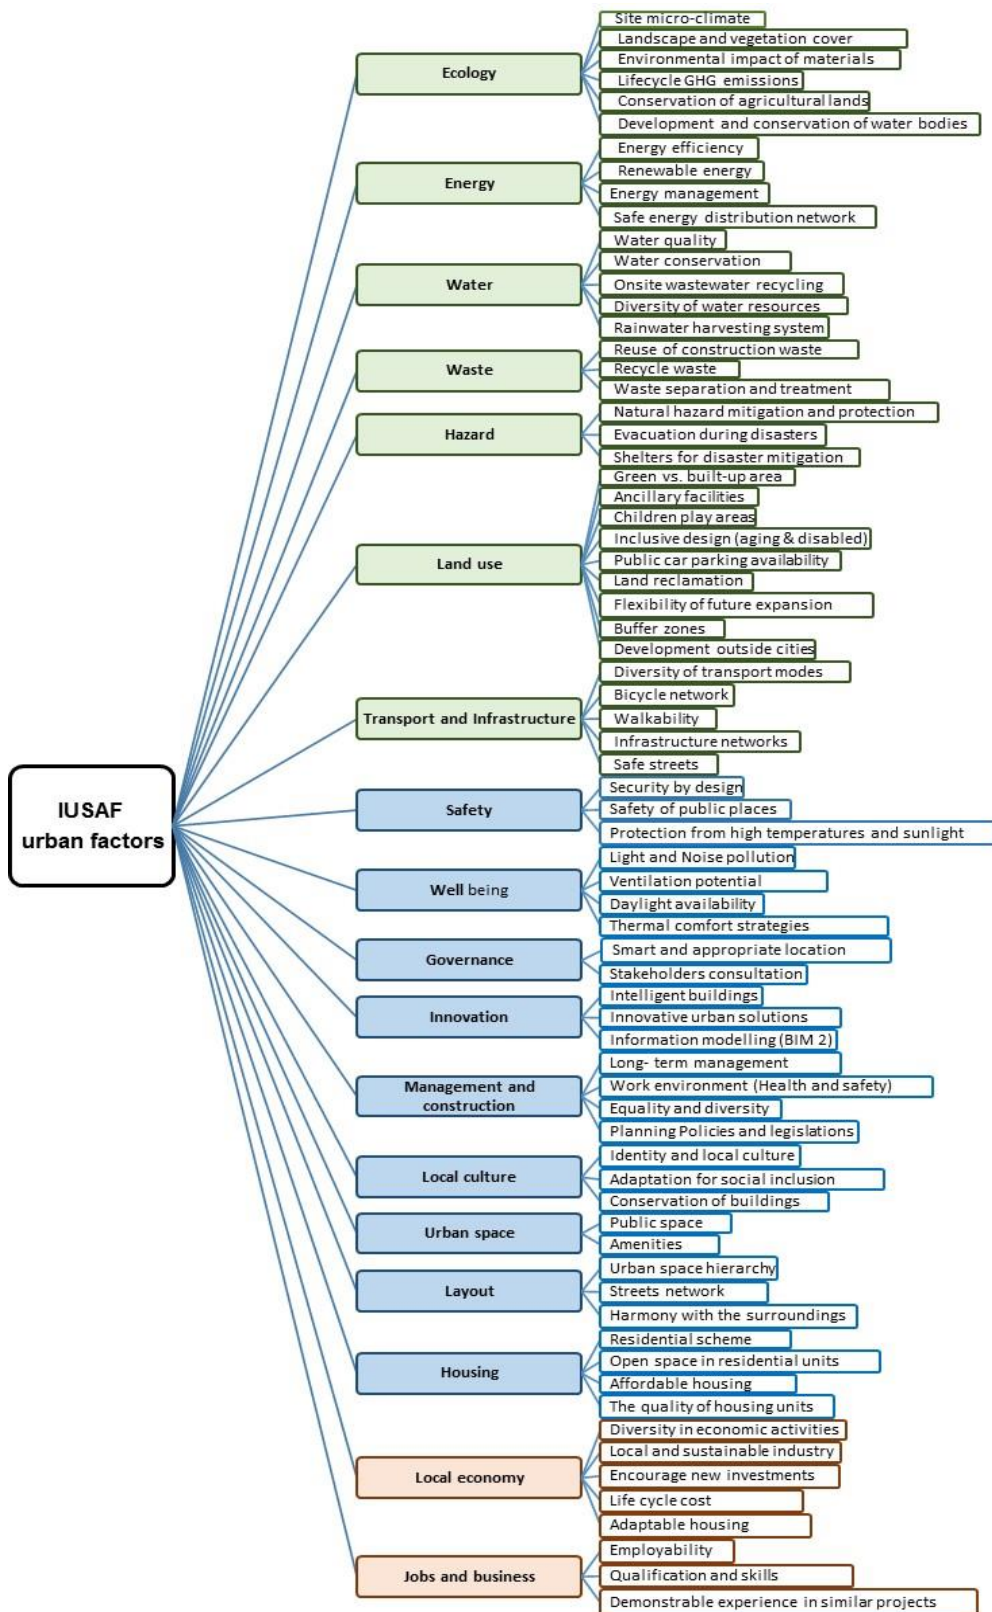 IUSAF
urban factors
Ecology
Site micro-climate
Landscape and vegetation cover
Environmental impact of materials
Lifecycle GHG emissions
Conservation of agricultural lands
Development and conservation of water bodies
Energy
Energy efficiency
Renewable energy
Energy management
Safe energy distribution network
Water
Water quality
Water conservation
Onsite wastewater recycling
Diversity of water resources
Rainwater harvesting system
Waste
Reuse of construction waste
Recycle waste
Waste separation and treatment
Hazard
Natural hazard mitigation and protection
Evacuation during disasters
Shelters for disaster mitigation
Land use
Green vs. built-up area
Ancillary facilities
Children play areas
Inclusive design (aging & disabled)
Public car parking availability
Land reclamation
Flexibility of future expansion
Buffer zones
Development outside cities
Transport and Infrastructure
Diversity of transport modes
Bicycle network
Walkability
Infrastructure networks
Safe streets
Safety
Security by design
Safety of public places
Protection from high temperatures and sunlight
Well being
Light and Noise pollution
Ventilation potential
Daylight availability
Thermal comfort strategies
Governance
Smart and appropriate location
Stakeholders consultation
Innovation
Intelligent buildings
Innovative urban solutions
Information modelling (BIM 2)
Management and
construction
Long- term management
Work environment (Health and safety)
Equality and diversity
Planning Policies and legislations
Local culture
Identity and local culture
Adaptation for social inclusion
Conservation of buildings
Urban space
Public space
Amenities
Layout
Urban space hierarchy
Streets network
Harmony with the surroundings
Housing
Residential scheme
Open space in residential units
Affordable housing
The quality of housing units
Local economy
Diversity in economic activities
Local and sustainable industry
Encourage new investments
Life cycle cost
Adaptable housing
Jobs and business
Employability
Qualification and skills
Demonstrable experience in similar projects